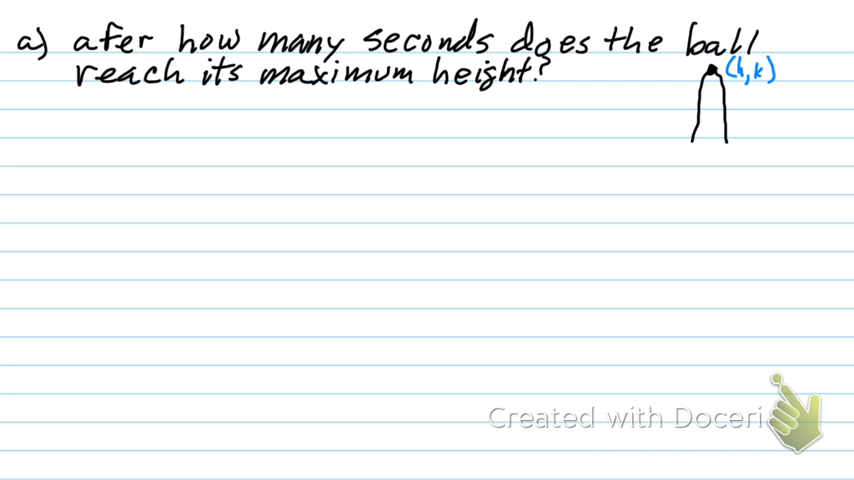 a) afer how many seconds does the ball
reach its maximum height?
(h,k)
Created with Doceri